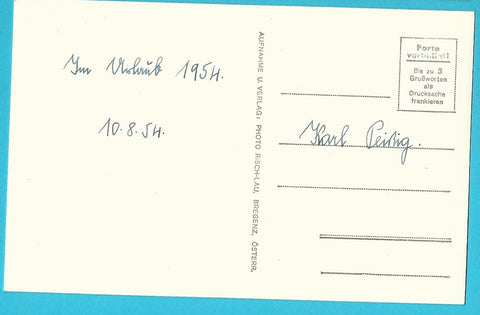 Im Urlaub 1954.
10.8.54.
AUFNAHME U. VERLAG: PHOTO RISCH-LAU, BREGENZ, ÖSTERR.
Porto
Bis zu 5
Grußworten
als
Drucksache
frankieren
Karl